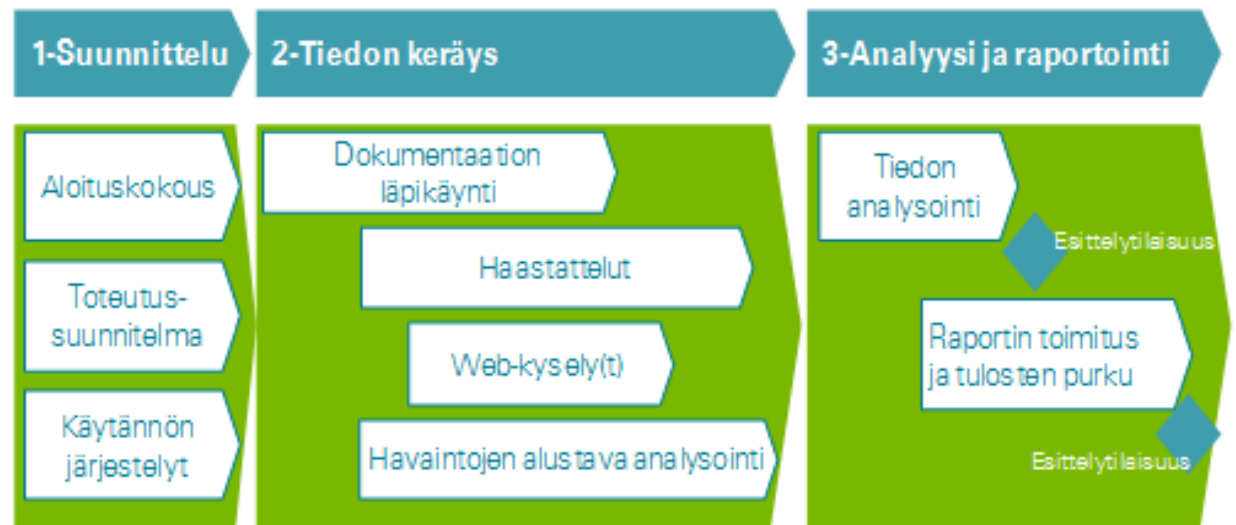 1-Suunnittelu
2-Tiedon keräys
3-Analyysi ja raportointi
Aloituskokous
Toteutus-
suunnitelma
Käytännön
järjestelyt
Dokumentaation
läpikäynti
Haastattelut
Web-kysely(t)
Havaintojen alustava analysointi
Tiedon
analysointi
Esittelytilaisuus
Raportin toimitus
ja tulosten purku
Esittelytilaisuus